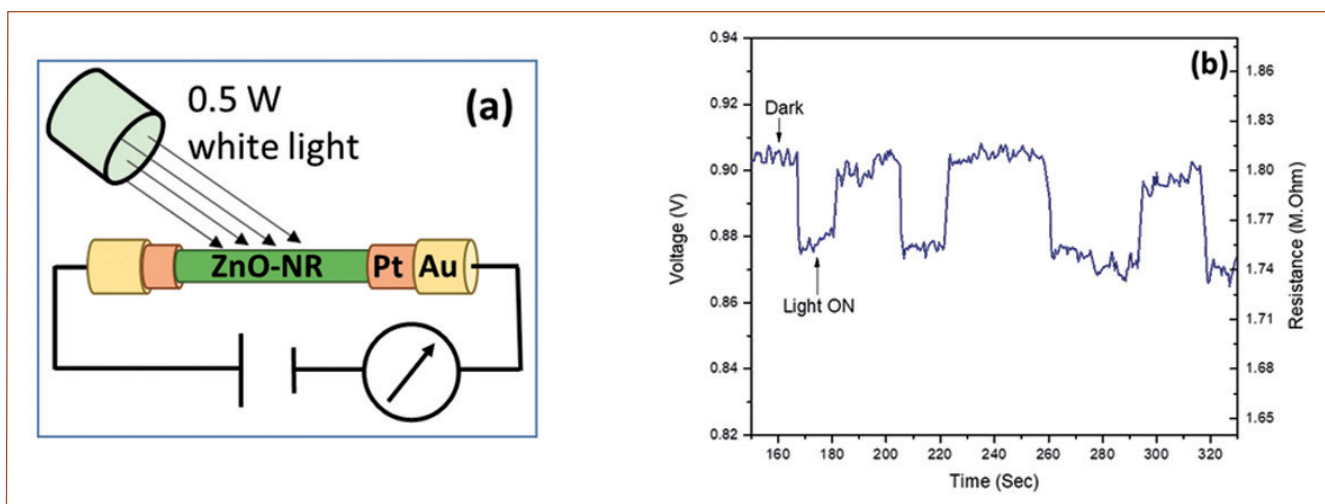 0.5 W
white light
(a)
ZnO-NR
Pt
Au
(b)
Dark
Light ON
Voltage (V)
0.94
0.92
0.90
0.88
0.86
0.84
0.82
160 180 200 220 240 260 280 300 320
Time (Sec)
1.86
1.83
1.80
1.77
1.74
1.71
1.68
1.65
Resistance (M.Ohm)